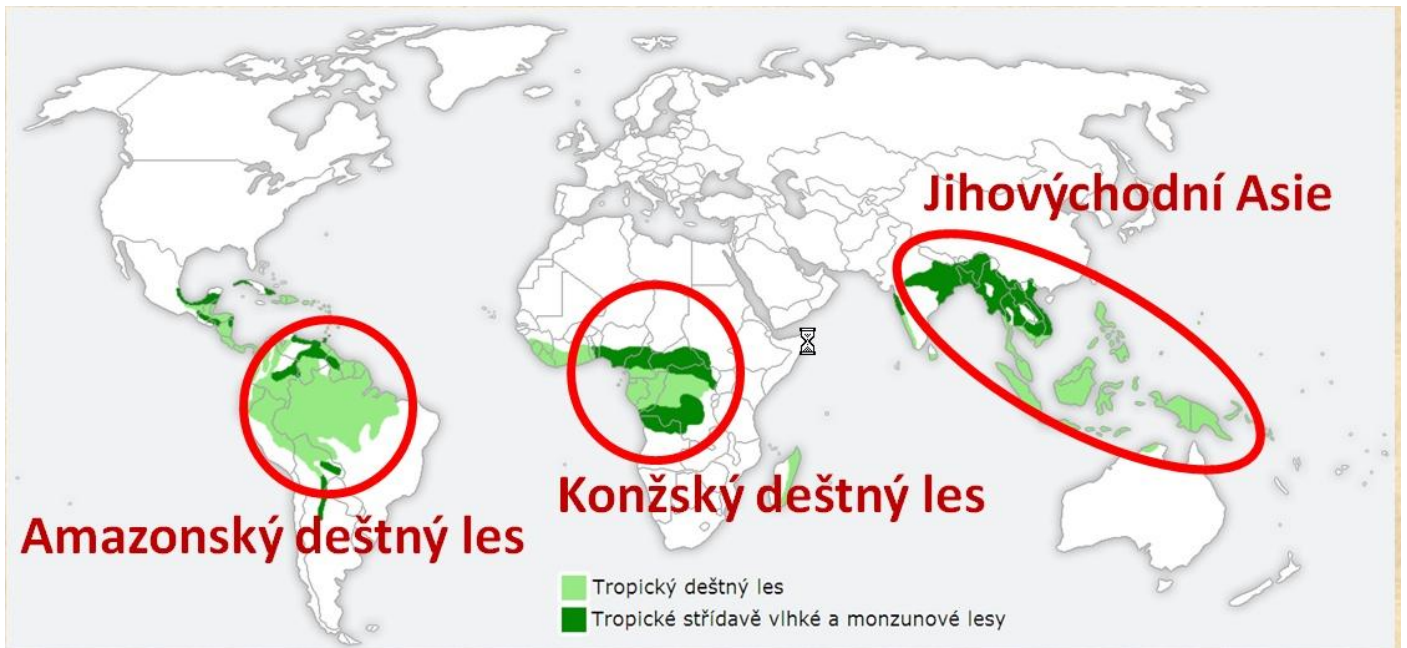 Jihovýchodní Asie
Konžský deštný les
Amazonský deštný les
Tropický deštný les
Tropické střídavě vlhké a monzunové lesy